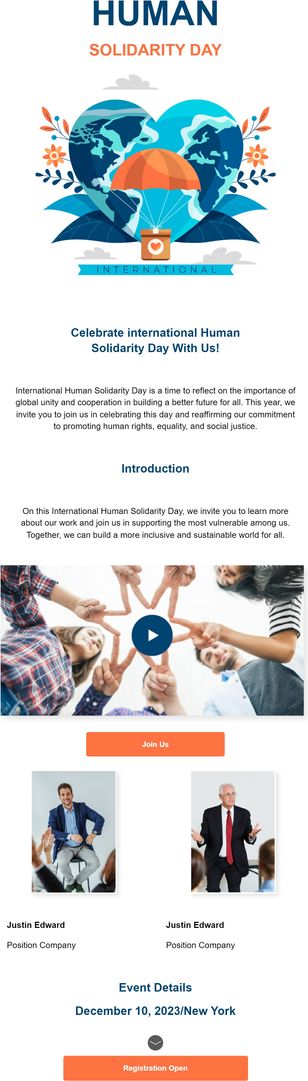 HUMAN
SOLIDARITY DAY
INTERNATIONAL
Celebrate international Human
Solidarity Day With Us!
International Human Solidarity Day is a time to reflect on the importance of
global unity and cooperation in building a better future for all. This year, we
invite you to join us in celebrating this day and reaffirming our commitment
to promoting human rights, equality, and social justice.
Introduction
On this International Human Solidarity Day, we invite you to learn more
about our work and join us in supporting the most vulnerable among us.
Together, we can build a more inclusive and sustainable world for all.
Join Us
Justin Edward
Justin Edward
Position Company
Position Company
Event Details
December 10, 2023/New York
Registration Open